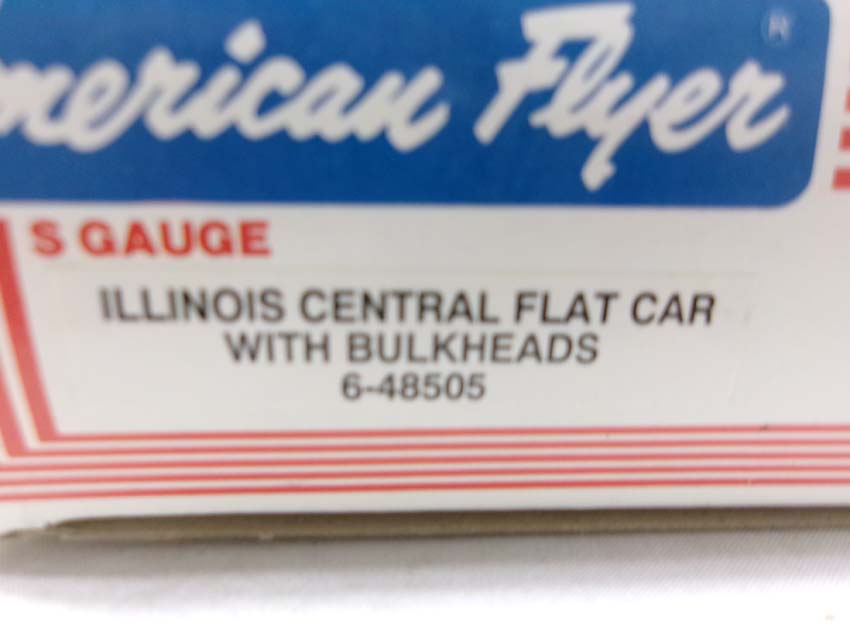 merican Flyer ®
S GAUGE
ILLINOIS CENTRAL FLAT CAR
WITH BULKHEADS
6-48505